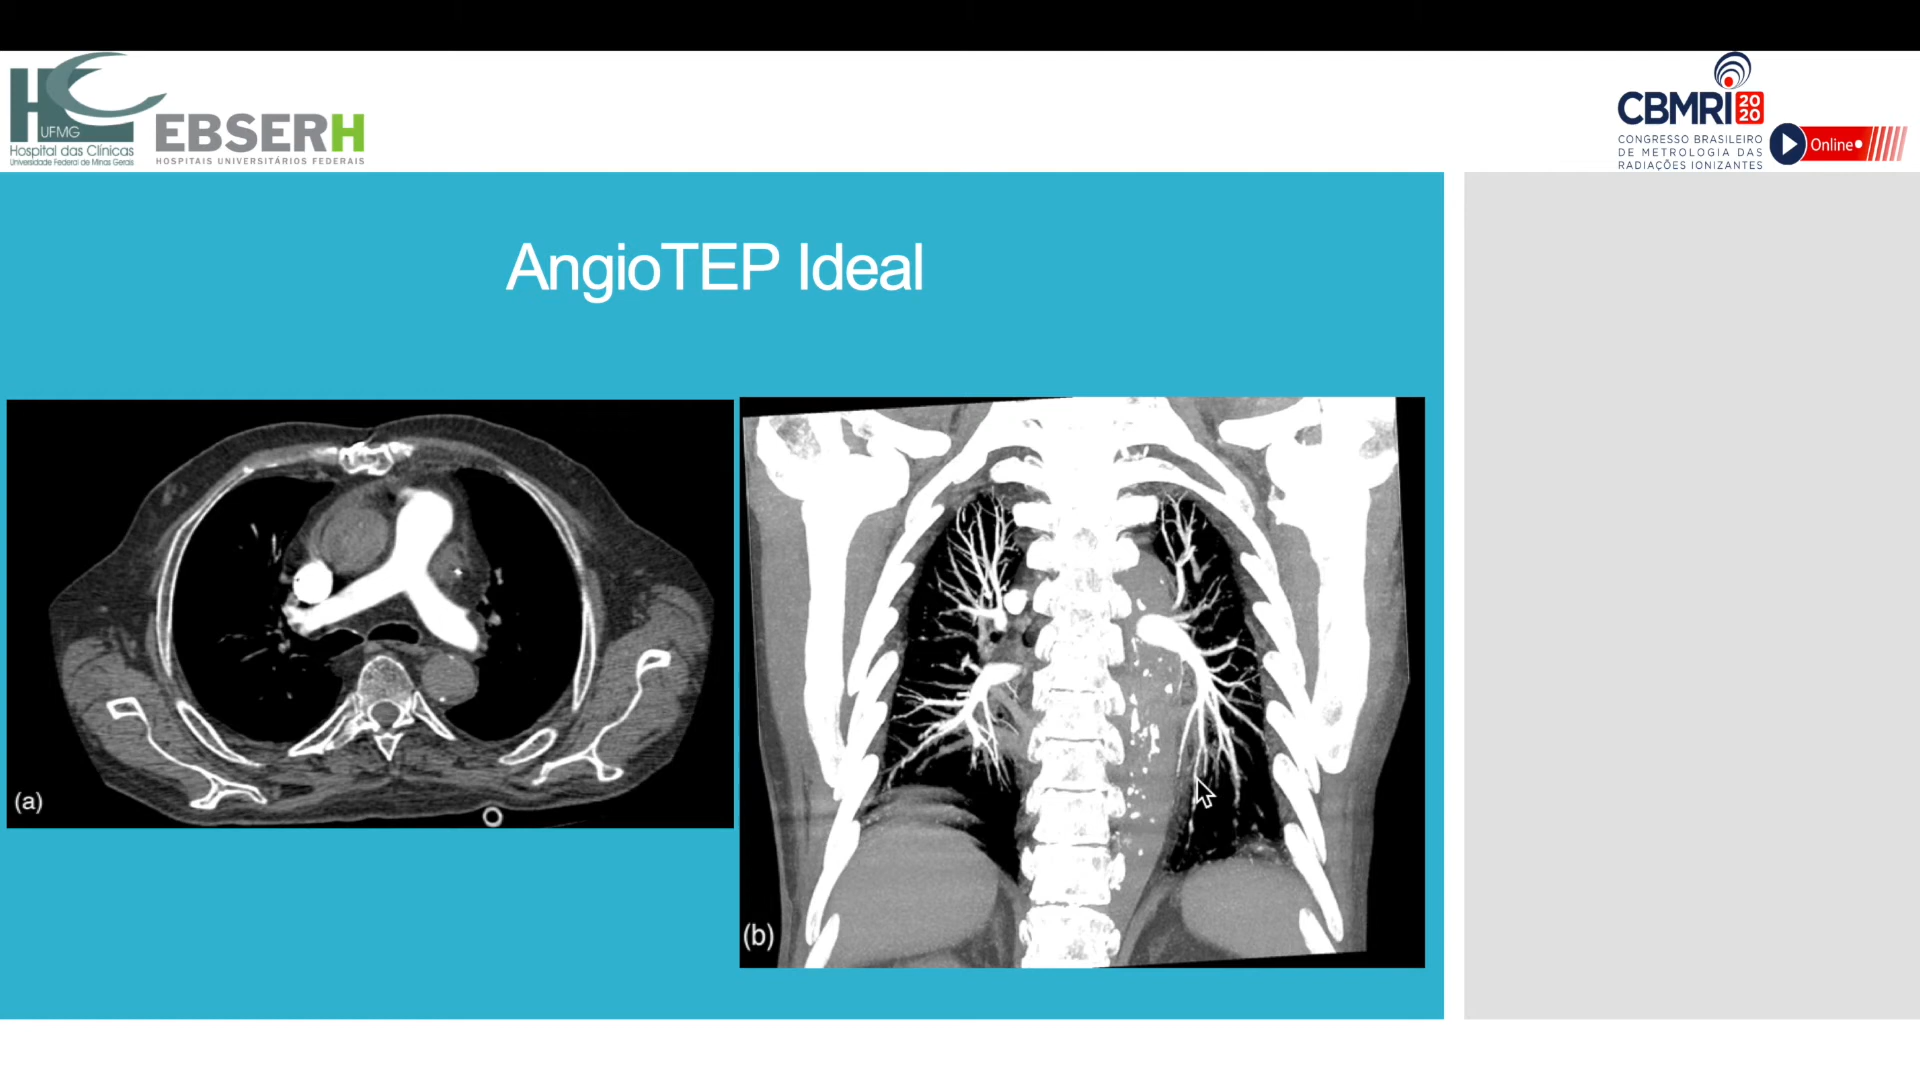 UFMG
Hospital das Clínicas
Universidade Federal de Minas Gerais
EBSERH
HOSPITAIS UNIVERSITÁRIOS FEDERAIS
CBMRI 20 20
CONGRESSO BRASILEIRO
DE METROLOGIA DAS
RADIAÇÕES IONIZANTES
Online
AngioTEP Ideal
(a)
(b)